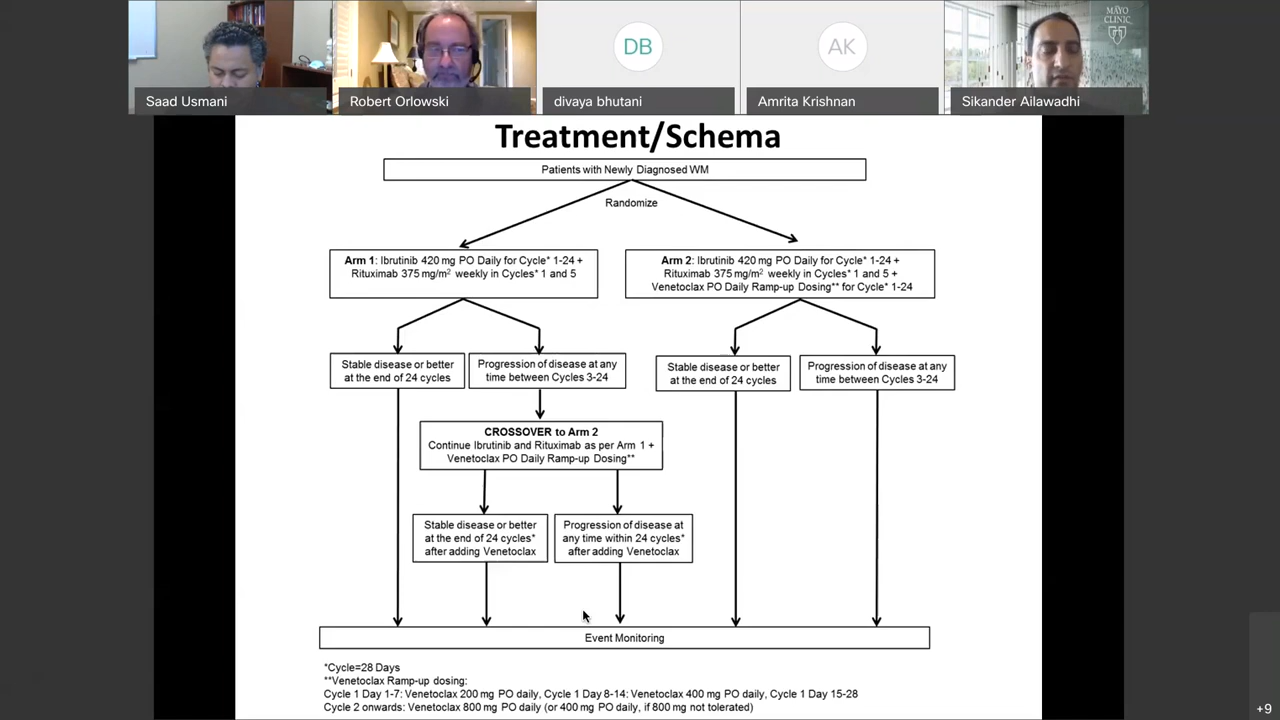 MAYO
CLINIC
DB
AK
Saad Usmani
Robert Orlowski
divaya bhutani
Amrita Krishnan
Sikander Ailawadhi
Treatment/Schema
Patients with Newly Diagnosed WM
Randomize
Arm 1: Ibrutinib 420 mg PO Daily for Cycle* 1-24 +
Rituximab 375 mg/m² weekly in Cycles* 1 and 5
Arm 2: Ibrutinib 420 mg PO Daily for Cycle* 1-24 +
Rituximab 375 mg/m² weekly in Cycles* 1 and 5 +
Venetoclax PO Daily Ramp-up Dosing** for Cycle* 1-24
Stable disease or better
at the end of 24 cycles
Progression of disease at any
time between Cycles 3-24
Stable disease or better
at the end of 24 cycles
Progression of disease at any
time between Cycles 3-24
CROSSOVER to Arm 2
Continue Ibrutinib and Rituximab as per Arm 1 +
Venetoclax PO Daily Ramp-up Dosing**
Stable disease or better
at the end of 24 cycles*
after adding Venetoclax
Progression of disease at
any time within 24 cycles*
after adding Venetoclax
Event Monitoring
*Cycle=28 Days
**Venetoclax Ramp-up dosing:
Cycle 1 Day 1-7: Venetoclax 200 mg PO daily, Cycle 1 Day 8-14: Venetoclax 400 mg PO daily, Cycle 1 Day 15-28
Cycle 2 onwards: Venetoclax 800 mg PO daily (or 400 mg PO daily, if 800 mg not tolerated)
+9